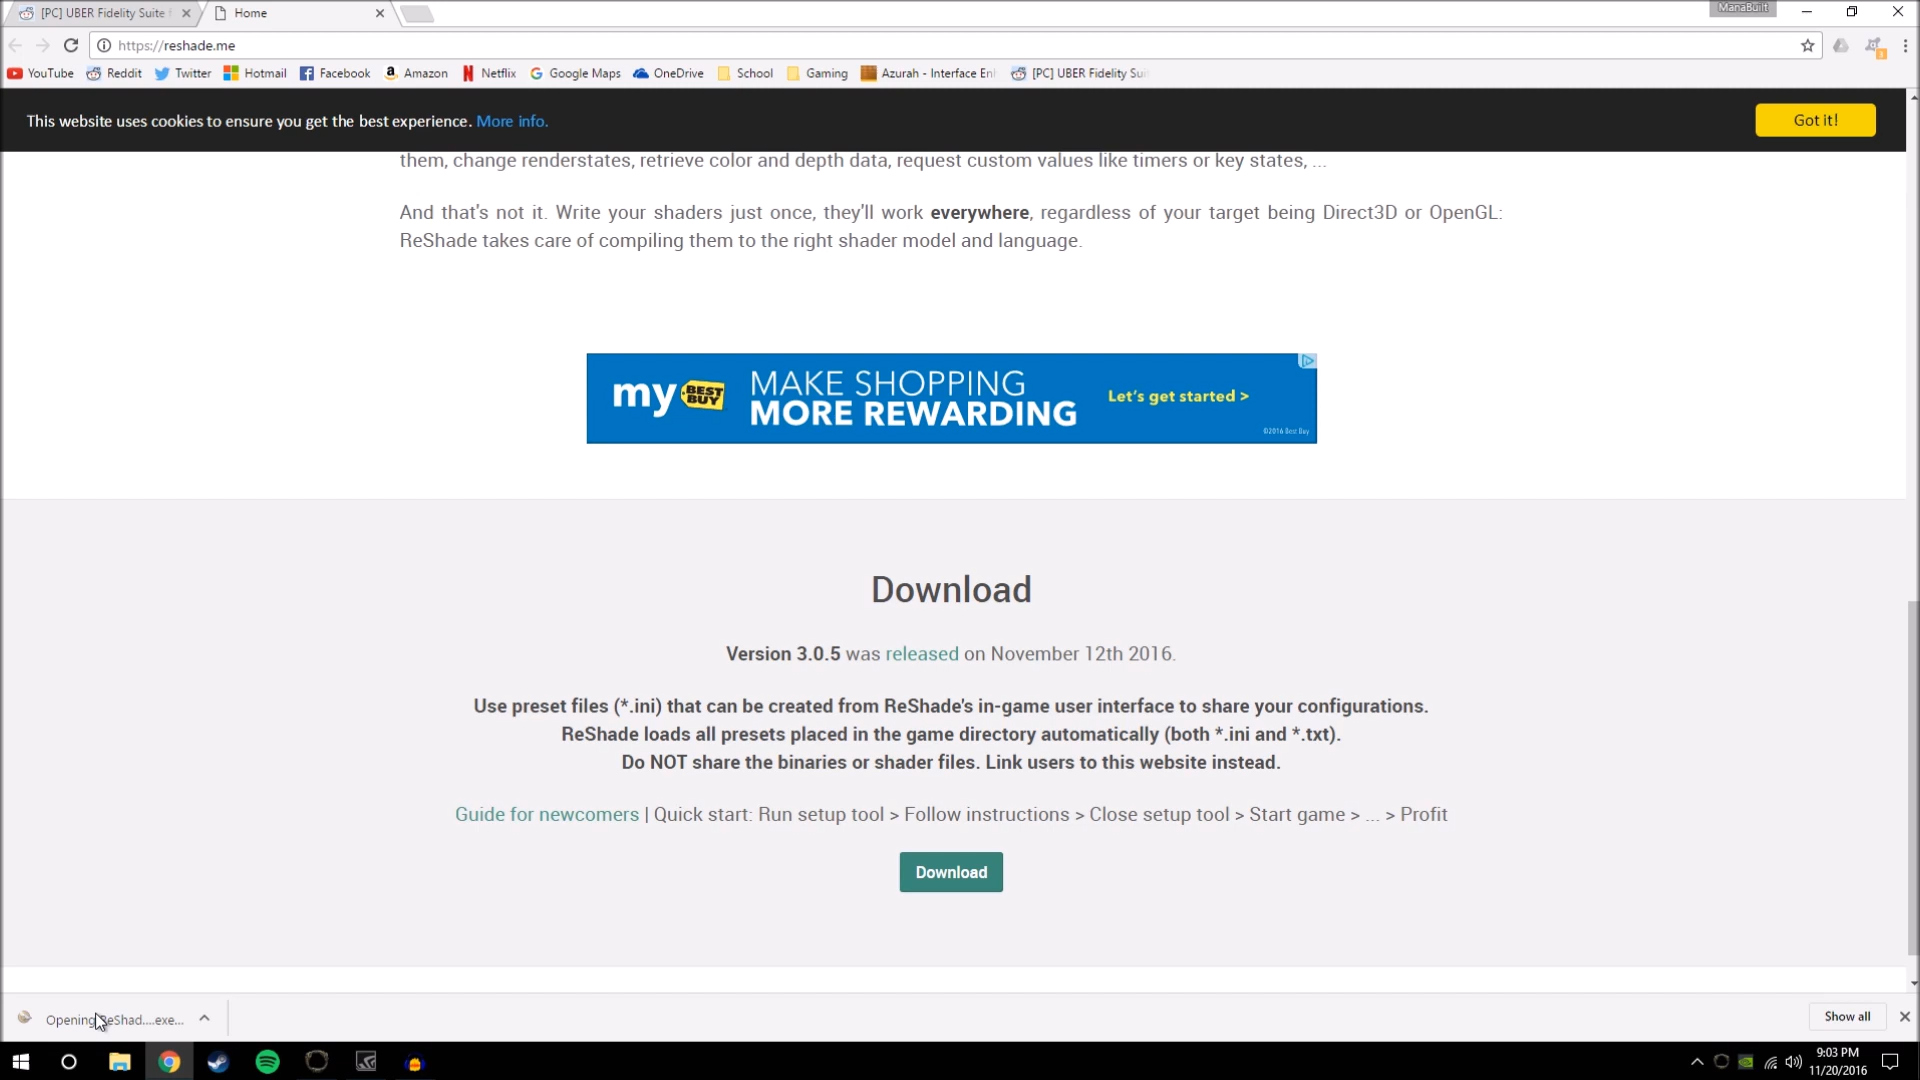 [PC] UBER Fidelity Suite
Home
ManaBuilt
https://reshade.me
YouTube
Reddit
Twitter
Hotmail
Facebook
Amazon
Netflix
Google Maps
OneDrive
School
Gaming
Azurah - Interface Enh
[PC] UBER Fidelity Sui
This website uses cookies to ensure you get the best experience. More info.
Got it!
them, change renderstates, retrieve color and depth data, request custom values like timers or key states, ...
And that's not it. Write your shaders just once, they'll work everywhere, regardless of your target being Direct3D or OpenGL:
ReShade takes care of compiling them to the right shader model and language.
my BEST BUY
MAKE SHOPPING
MORE REWARDING
Let's get started >
©2016 Best Buy
Download
Version 3.0.5 was released on November 12th 2016.
Use preset files (*.ini) that can be created from ReShade's in-game user interface to share your configurations.
ReShade loads all presets placed in the game directory automatically (both *.ini and *.txt).
Do NOT share the binaries or shader files. Link users to this website instead.
Guide for newcomers | Quick start: Run setup tool > Follow instructions > Close setup tool > Start game > ... > Profit
Download
Opening ReShad....exe...
Show all
9:03 PM
11/20/2016